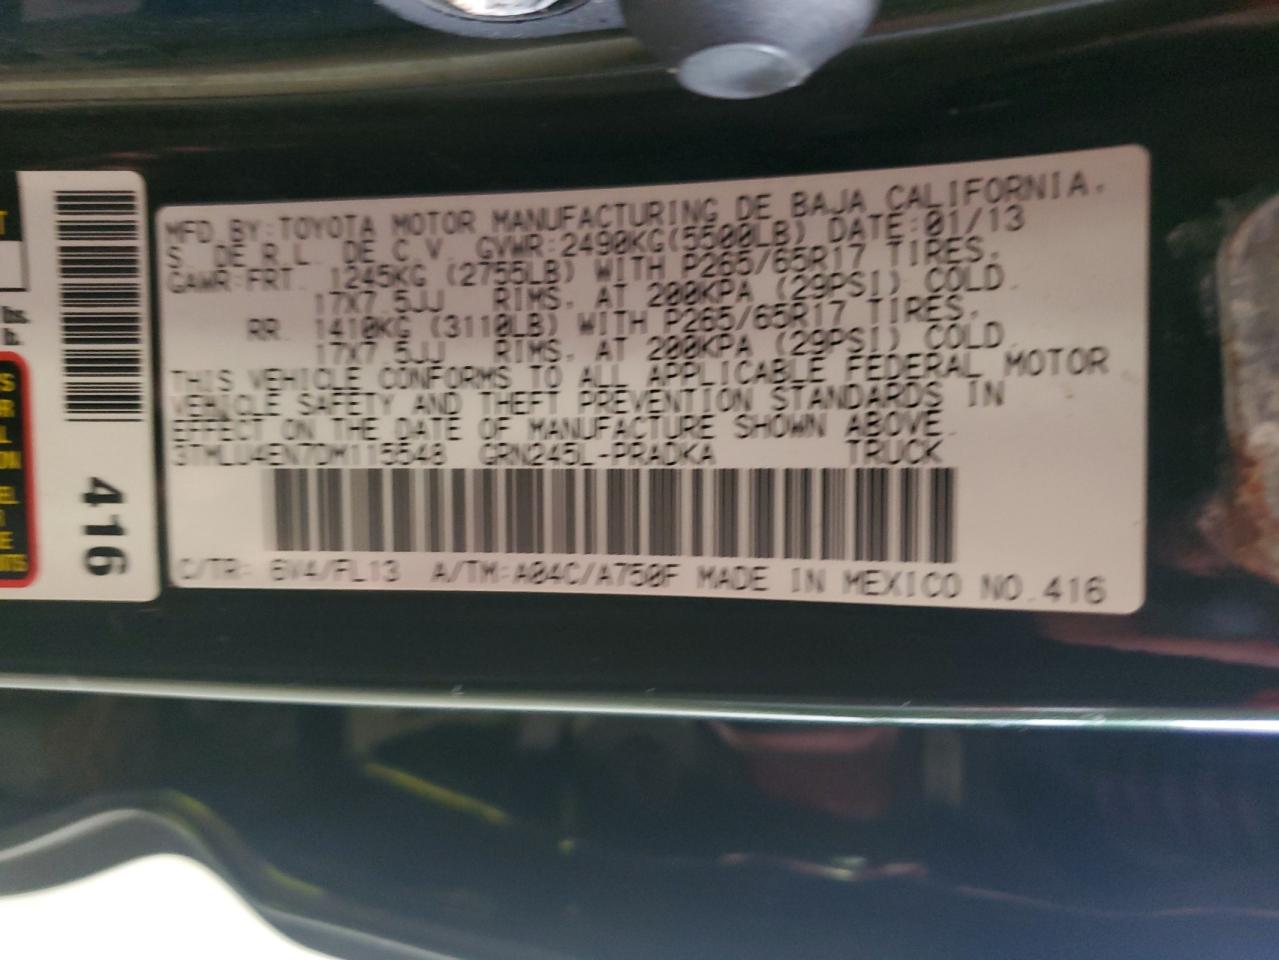 MFD. BY: TOYOTA MOTOR MANUFACTURING DE BAJA CALIFORNIA.
S. DE R.L. DE C.V. GVWR: 2490KG(5500LB) DATE: 01/13
GAWR: FRT. 1245KG (2755LB) WITH P265/65R17 TIRES,
17X7.5JJ RIMS, AT 200KPA (29PSI) COLD.
RR. 1410KG (3110LB) WITH P265/65R17 TIRES,
17X7.5JJ RIMS, AT 200KPA (29PSI) COLD.
THIS VEHICLE CONFORMS TO ALL APPLICABLE FEDERAL MOTOR
VEHICLE SAFETY AND THEFT PREVENTION STANDARDS IN
EFFECT ON THE DATE OF MANUFACTURE SHOWN ABOVE.
3TMLU4EN7DM115548 GRN245L-PRADKA TRUCK
C/TR: 6V4/FL13 A/TM: A04C/A750F MADE IN MEXICO NO.416
416
lbs.
lb.